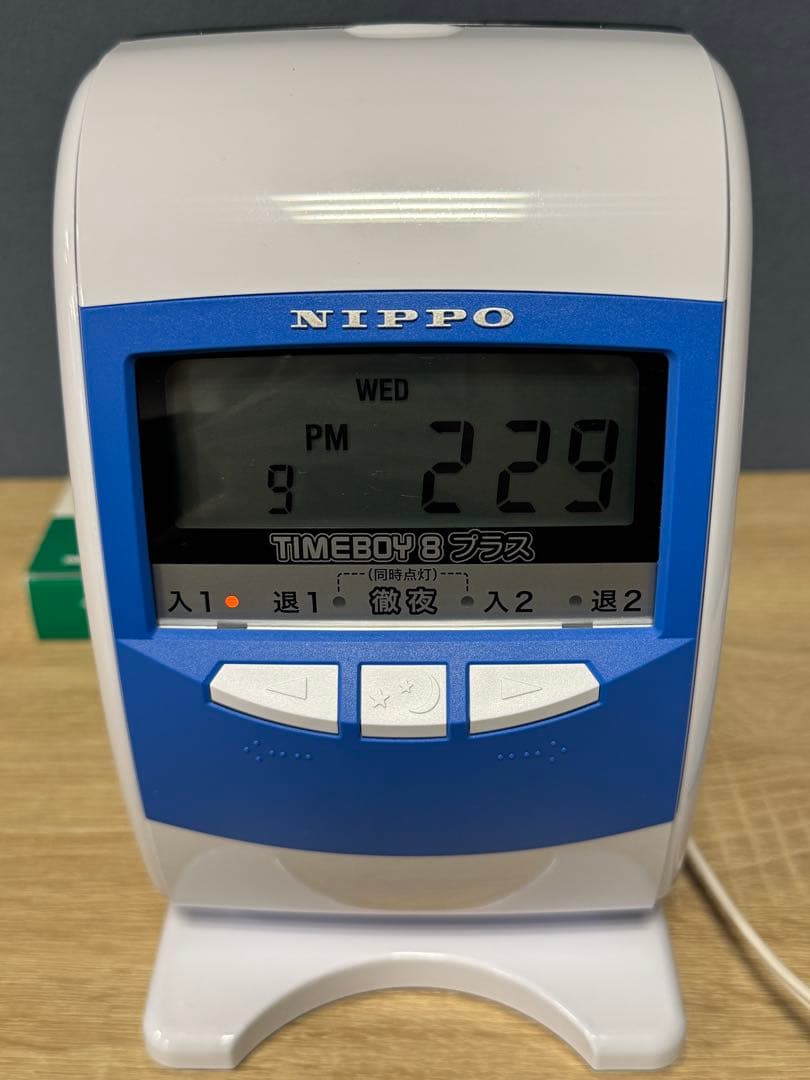 NIPPO
WED
PM
9 229
TIMEBOY 8 プラス
(同時点灯)
入1 退1 徹夜 入2 退2